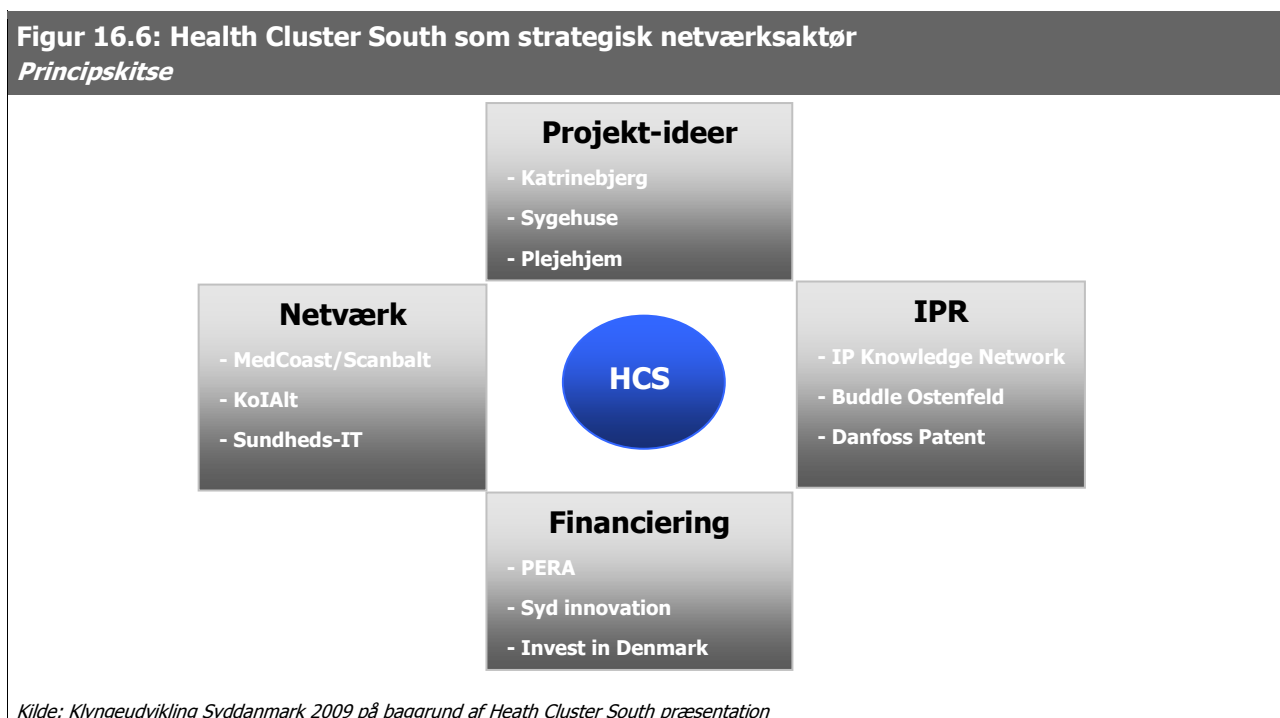 Figur 16.6: Health Cluster South som strategisk netværksaktør
Principskitse
Projekt-ideer
- Katrinebjerg
- Sygehuse
- Plejehjem
Netværk
- MedCoast/Scanbalt
- KoIAlt
- Sundheds-IT
HCS
IPR
- IP Knowledge Network
- Buddle Ostenfeld
- Danfoss Patent
Financiering
- PERA
- Syd innovation
- Invest in Denmark
Kilde: Klyngeudvikling Syddanmark 2009 på baggrund af Heath Cluster South præsentation